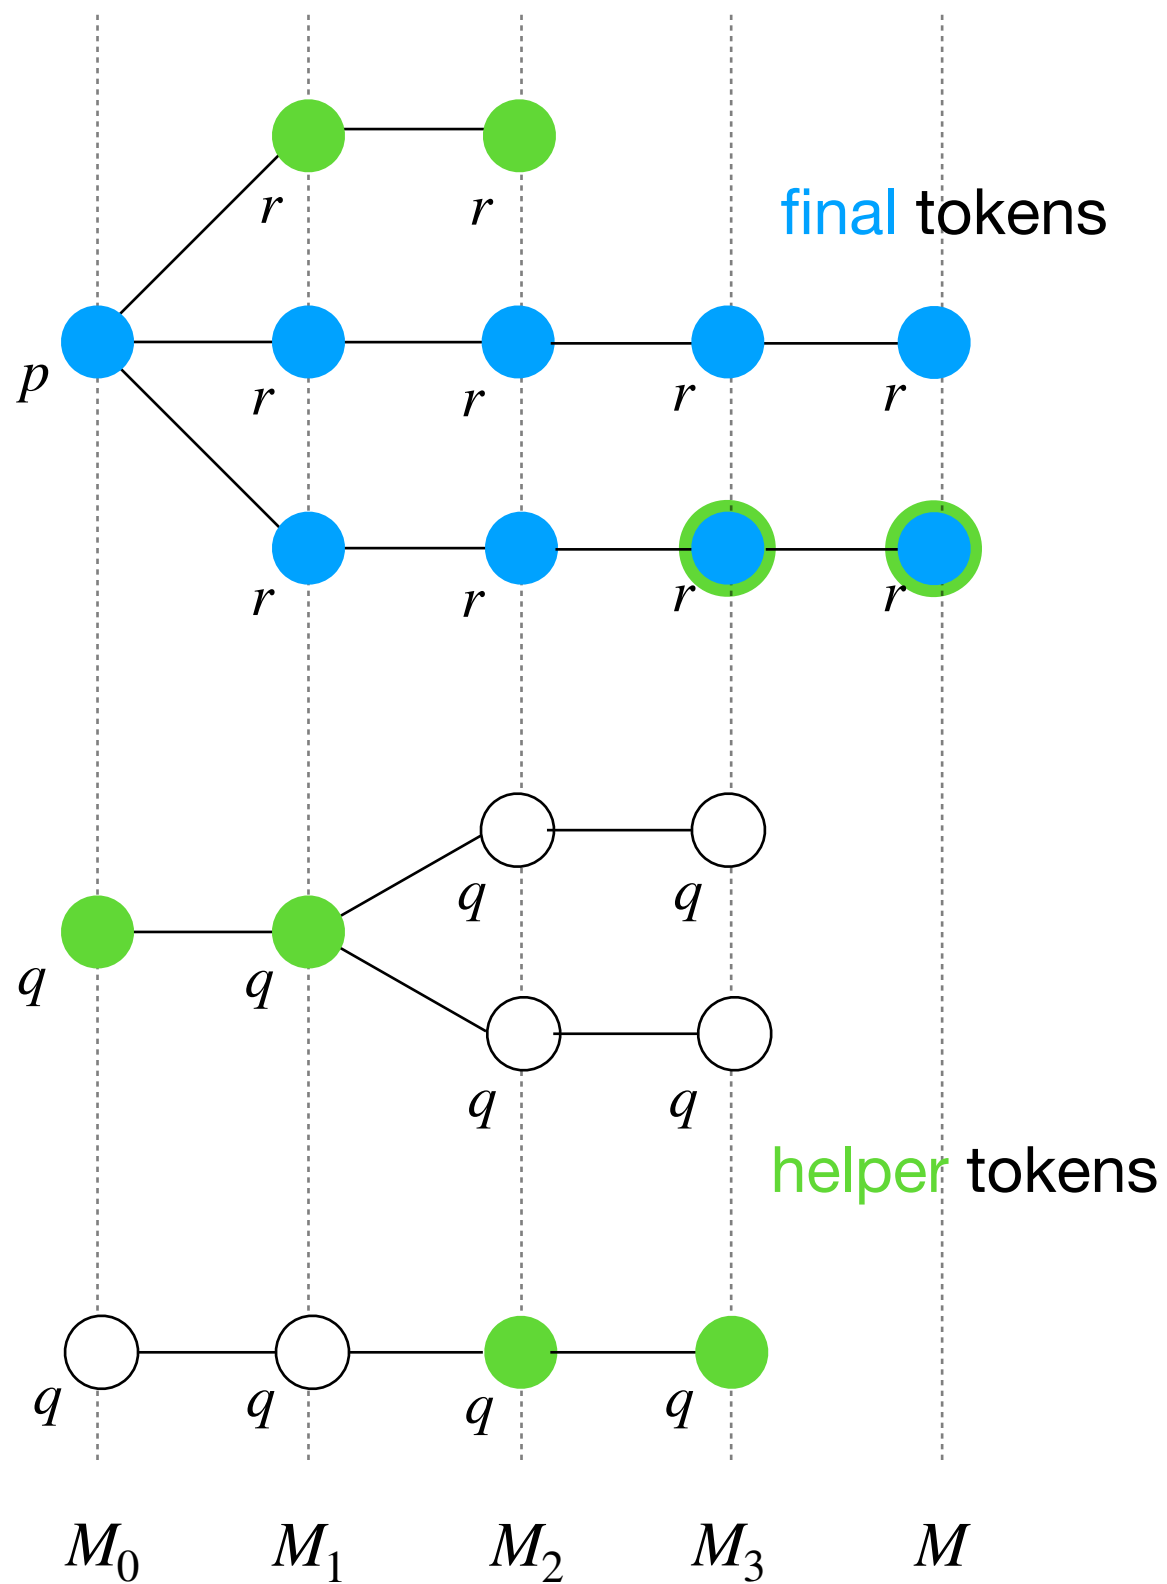 r r
final tokens
p r r r r
r r r r
q q
q q
q q
helper tokens
q q q q
M0 M1 M2 M3 M